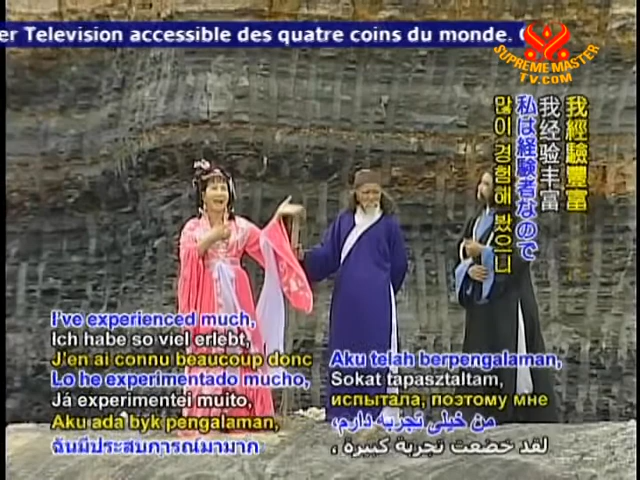 er Television accessible des quatre coins du monde.
SUPREME MASTER
TV.COM
我經驗豐富
我经验丰富
私は経験者なので
많이 경험해 봤으니
I've experienced much,
Ich habe so viel erlebt,
J'en ai connu beaucoup donc
Lo he experimentado mucho,
Já experimentei muito,
Aku ada byk pengalaman,
ฉันมีประสบการณ์มามาก
Aku telah berpengalaman,
Sokat tapasztaltam,
испытала, поэтому мне
من خیلی تجربه دارم،
لقد خضعت تجربة كبيرة ،